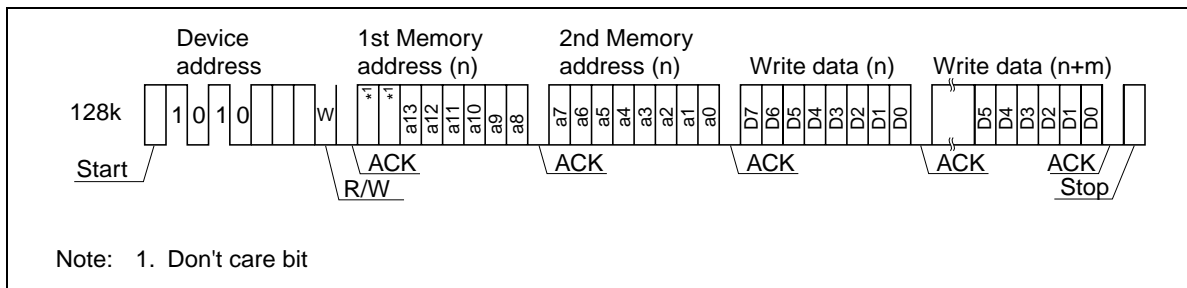 Device address
1st Memory address (n)
2nd Memory address (n)
Write data (n)
Write data (n+m)
128k
1 0 1 0 W *1 *1 a13 a12 a11 a10 a9 a8 a7 a6 a5 a4 a3 a2 a1 a0 D7 D6 D5 D4 D3 D2 D1 D0 D5 D4 D3 D2 D1 D0
Start
ACK
ACK
ACK
ACK
ACK
R/W
Stop
Note: 1. Don't care bit